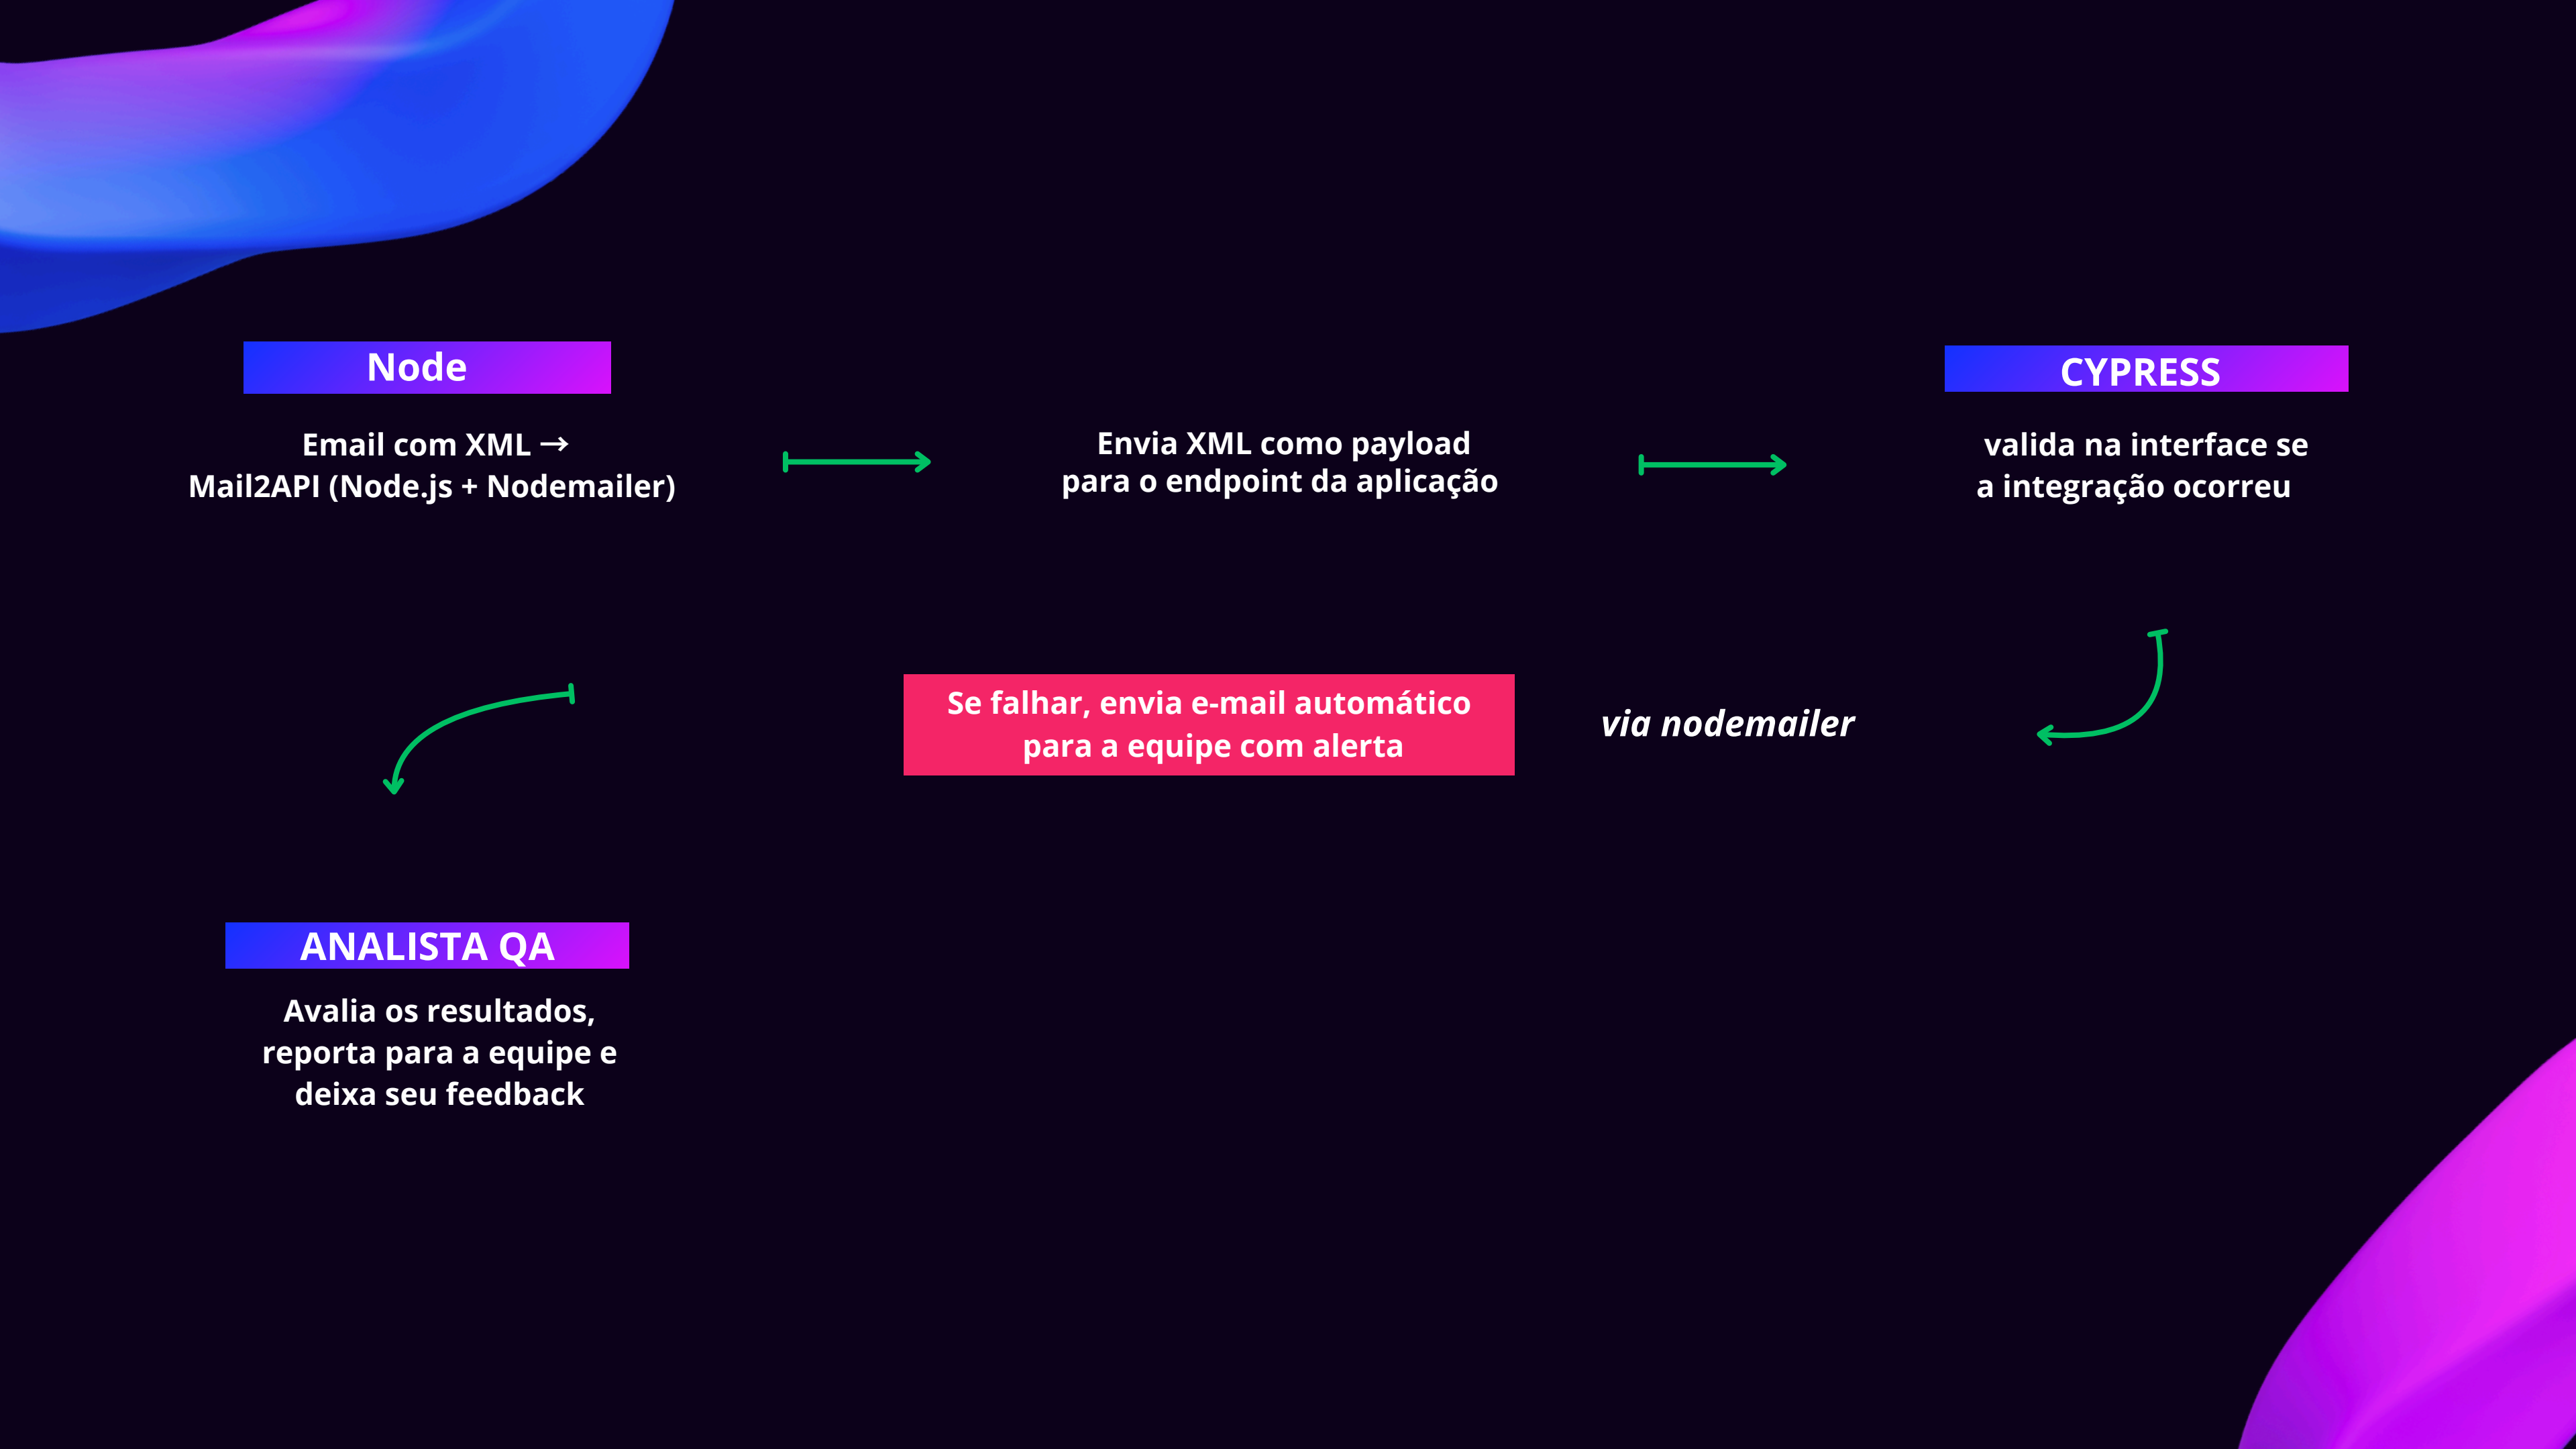 Node
Email com XML →
Mail2API (Node.js + Nodemailer)
Envia XML como payload
para o endpoint da aplicação
CYPRESS
valida na interface se
a integração ocorreu
Se falhar, envia e-mail automático
para a equipe com alerta
via nodemailer
ANALISTA QA
Avalia os resultados,
reporta para a equipe e
deixa seu feedback